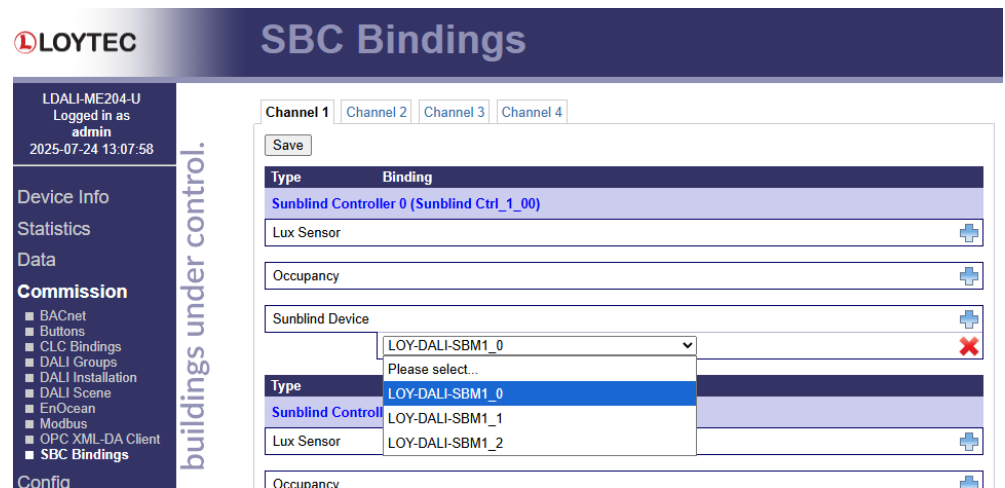 LOYTEC
SBC Bindings
LDALI-ME204-U
Logged in as
admin
2025-07-24 13:07:58
Device Info
Statistics
Data
Commission
BACnet
Buttons
CLC Bindings
DALI Groups
DALI Installation
DALI Scene
EnOcean
Modbus
OPC XML-DA Client
SBC Bindings
Config
buildings under control.
Channel 1 Channel 2 Channel 3 Channel 4
Save
Type Binding
Sunblind Controller 0 (Sunblind Ctrl_1_00)
Lux Sensor
Occupancy
Sunblind Device
LOY-DALI-SBM1_0
Please select...
LOY-DALI-SBM1_0
LOY-DALI-SBM1_1
LOY-DALI-SBM1_2
Type
Sunblind Controll
Lux Sensor
Occupancy